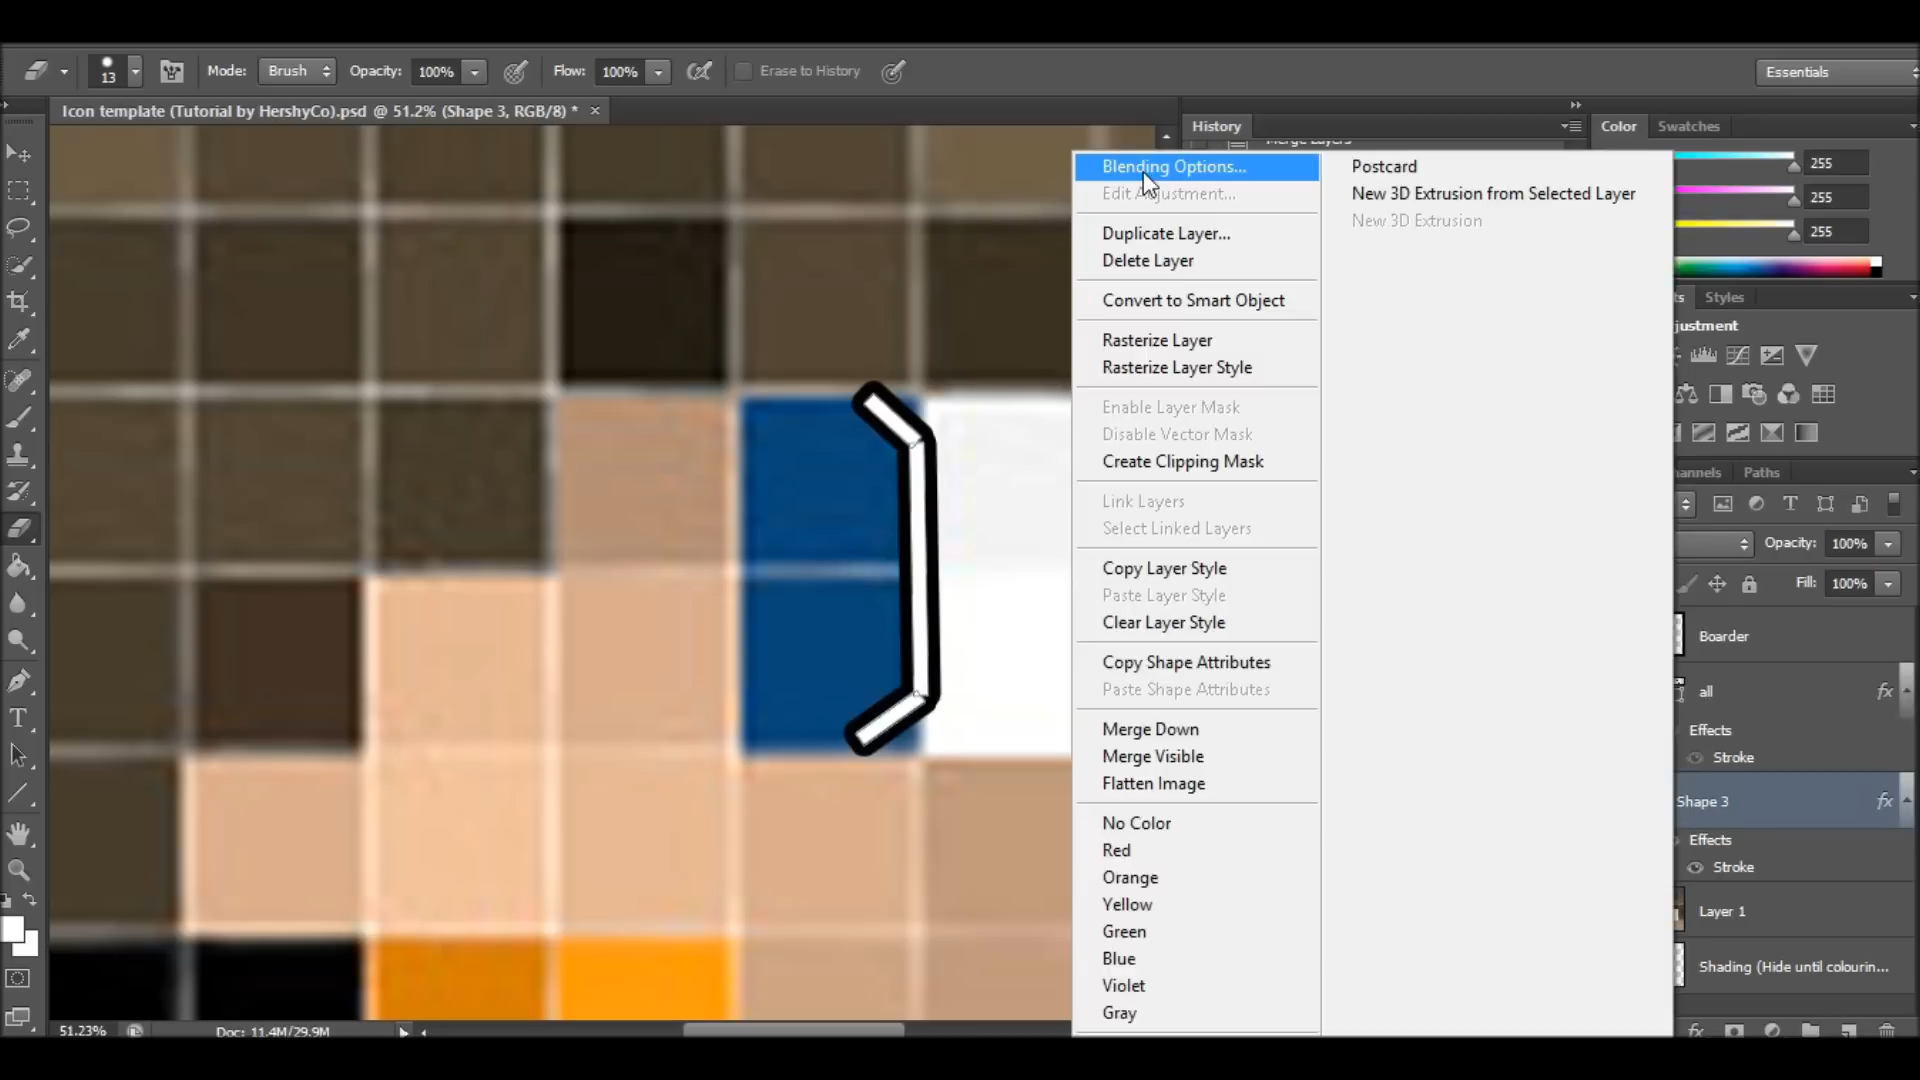 13
Mode: Brush
Opacity: 100%
Flow: 100%
Erase to History
Essentials
Icon template (Tutorial by HershyCo).psd @ 51.2% (Shape 3, RGB/8) *
History
Color
Swatches
Merge Layers
255
255
255
Styles
Blending Options...
Edit Adjustment...
Duplicate Layer...
Delete Layer
Convert to Smart Object
Rasterize Layer
Rasterize Layer Style
Enable Layer Mask
Disable Vector Mask
Create Clipping Mask
Link Layers
Select Linked Layers
Copy Layer Style
Paste Layer Style
Clear Layer Style
Copy Shape Attributes
Paste Shape Attributes
Merge Down
Merge Visible
Flatten Image
No Color
Red
Orange
Yellow
Green
Blue
Violet
Gray
Postcard
New 3D Extrusion from Selected Layer
New 3D Extrusion
justment
annels
Paths
Opacity: 100%
Fill: 100%
Boarder
all
fx
Effects
Stroke
Shape 3
fx
Effects
Stroke
Layer 1
Shading (Hide until colourin...
51.23%
Doc: 11.4M/29.9M